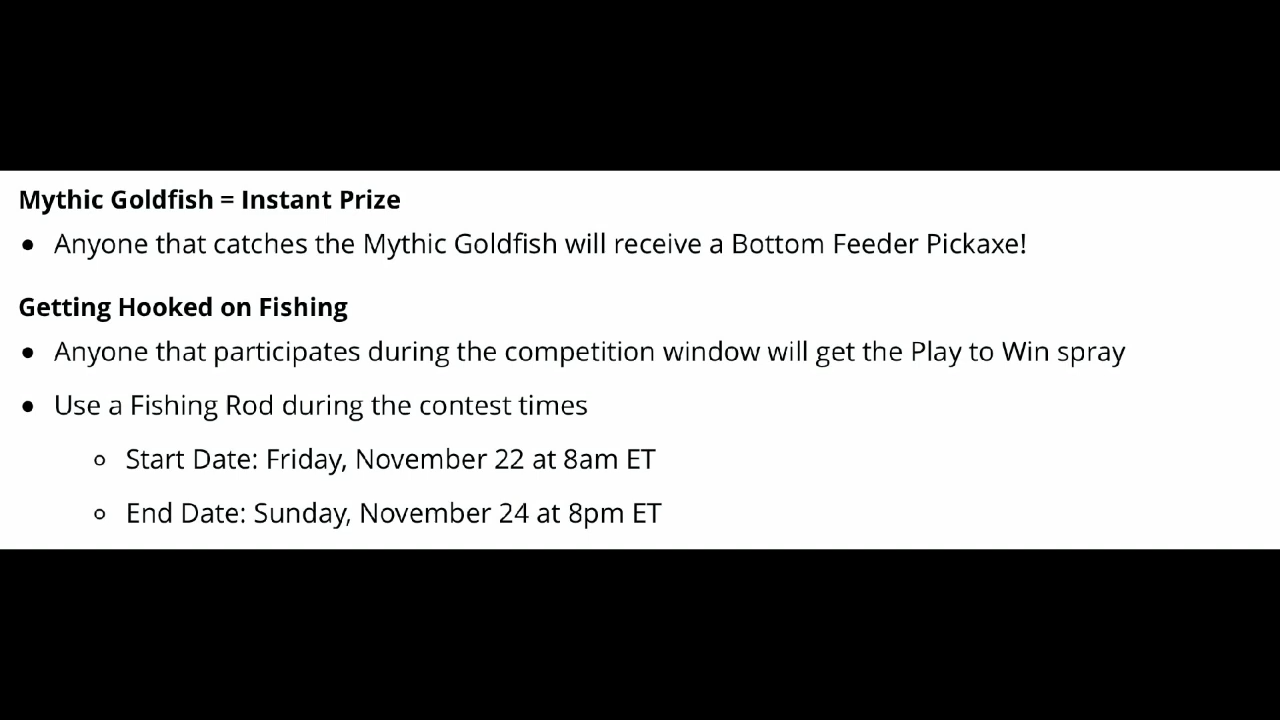 Mythic Goldfish = Instant Prize
• Anyone that catches the Mythic Goldfish will receive a Bottom Feeder Pickaxe!
Getting Hooked on Fishing
• Anyone that participates during the competition window will get the Play to Win spray
• Use a Fishing Rod during the contest times
○ Start Date: Friday, November 22 at 8am ET
○ End Date: Sunday, November 24 at 8pm ET